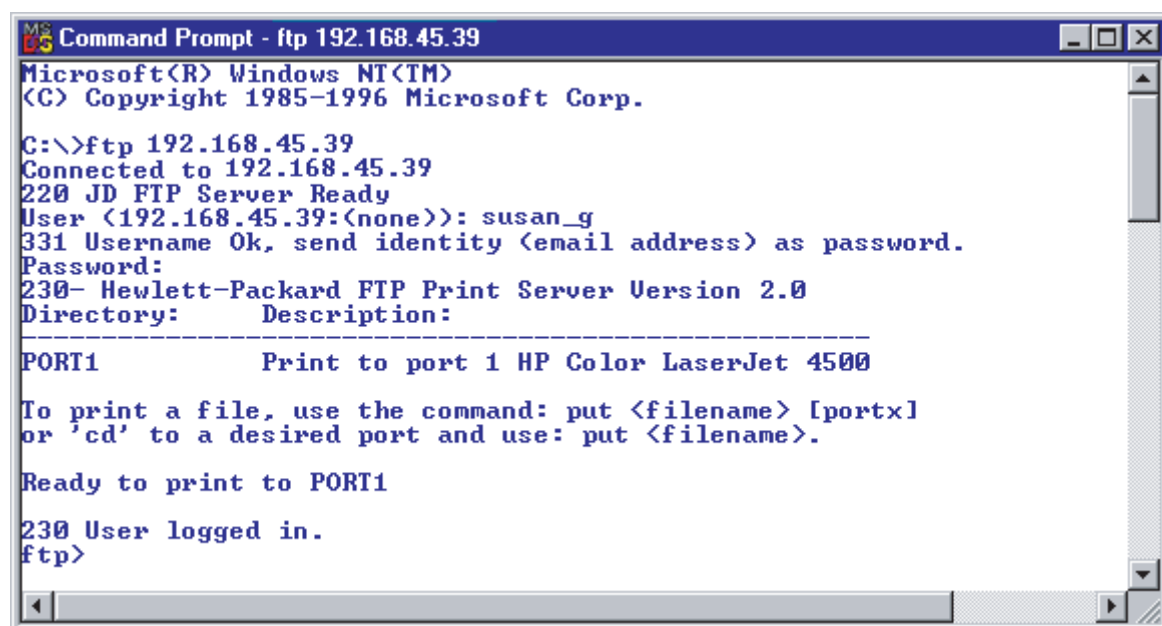 MS DOS Command Prompt - ftp 192.168.45.39
Microsoft(R) Windows NT(TM)
(C) Copyright 1985-1996 Microsoft Corp.
C:\>ftp 192.168.45.39
Connected to 192.168.45.39
220 JD FTP Server Ready
User (192.168.45.39:(none)): susan_g
331 Username Ok, send identity (email address) as password.
Password:
230- Hewlett-Packard FTP Print Server Version 2.0
Directory: Description:
------------------------------------------------------------
PORT1 Print to port 1 HP Color LaserJet 4500
To print a file, use the command: put <filename> [portx]
or 'cd' to a desired port and use: put <filename>.
Ready to print to PORT1
230 User logged in.
ftp>